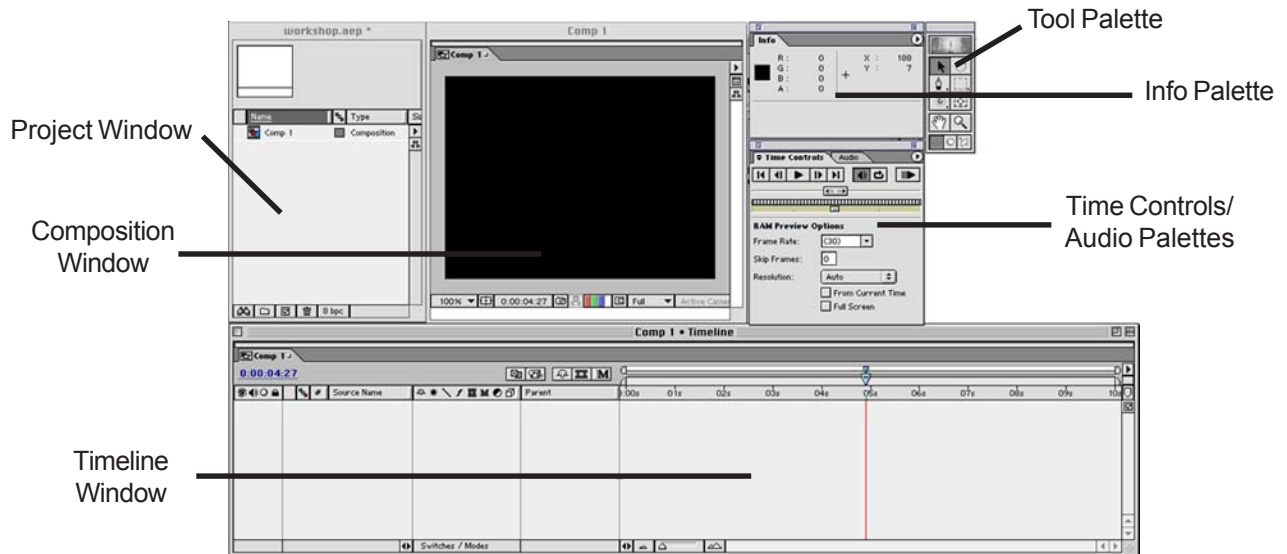 Tool Palette
Info Palette
Project Window
Composition
Window
Time Controls/
Audio Palettes
Timeline
Window
workshop.aep *
Name
Type
Comp 1
Composition
8 bpc
Comp 1
Comp 1
100%
0:00:04:27
Full
Active Camer
Info
R : 0 X : 108
G : 0 Y : 7
B : 0
A : 0
Time Controls Audio
RAM Preview Options
Frame Rate: (30)
Skip Frames: 0
Resolution: Auto
From Current Time
Full Screen
Comp 1 • Timeline
Comp 1
0:00:04:27
M
# Source Name
M
Parent
:00s 01s 02s 03s 04s 05s 06s 07s 08s 09s 10s
Switches / Modes